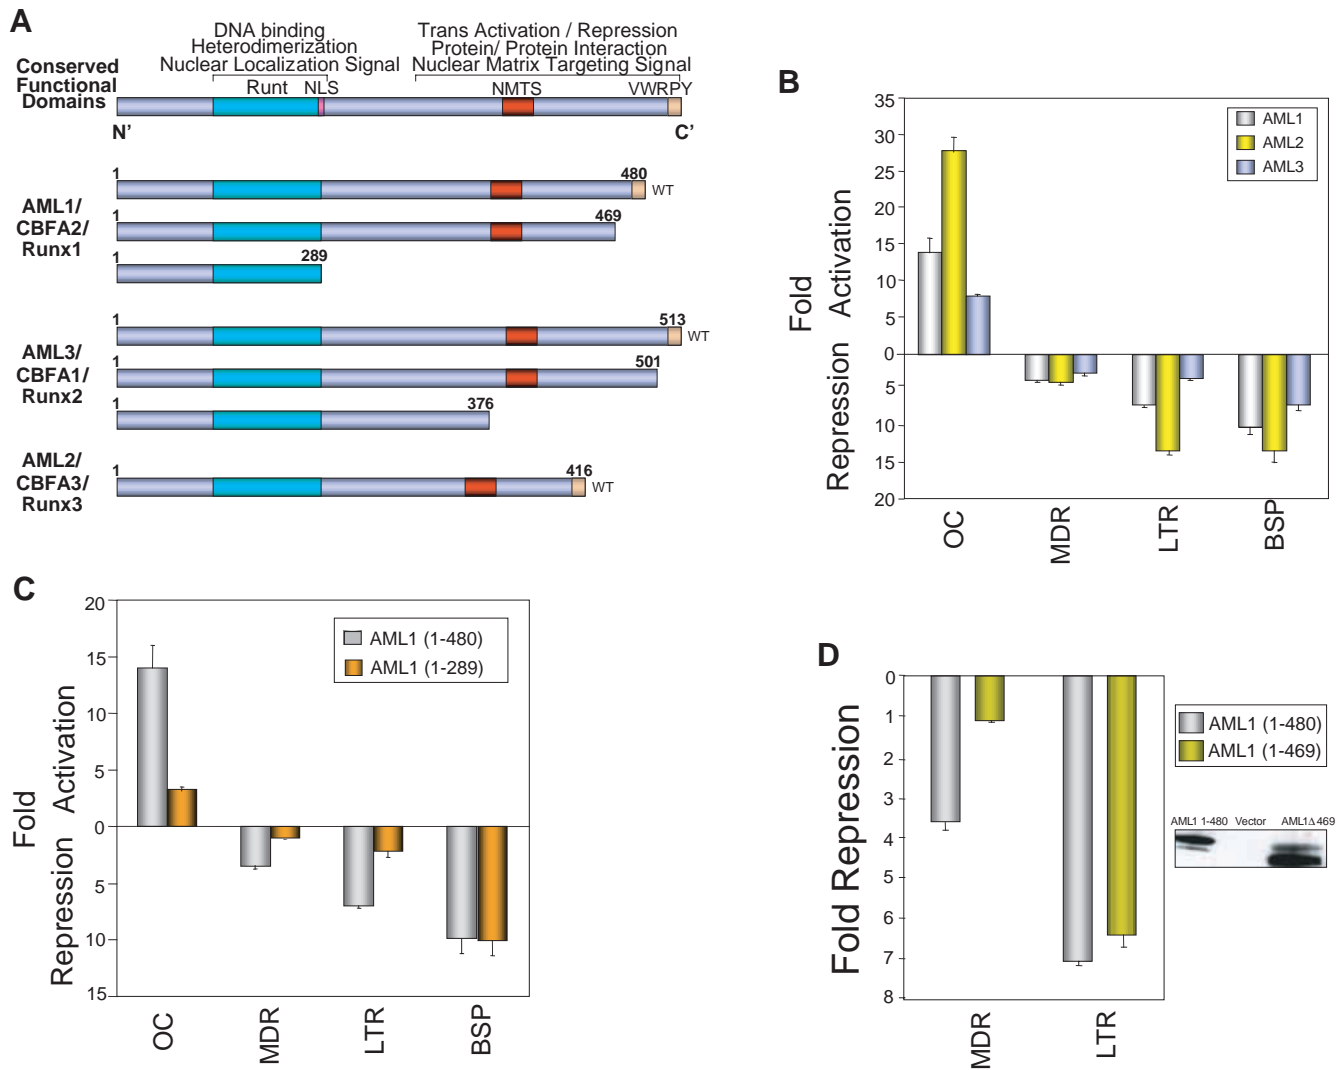 A
DNA binding
Heterodimerization
Nuclear Localization Signal
Trans Activation / Repression
Protein/ Protein Interaction
Nuclear Matrix Targeting Signal
Conserved
Functional
Domains
Runt NLS NMTS VWRPY
N’ C’
1 480
WT
AML1/
CBFA2/
Runx1
1 469
1 289
1 513
WT
AML3/
CBFA1/
Runx2
1 501
1 376
AML2/
CBFA3/
Runx3
1 416
WT
B
35
30
25
20
15
10
5
0
5
10
15
20
Fold
Repression Activation
AML1
AML2
AML3
OC
MDR
LTR
BSP
C
20
15
10
5
0
5
10
15
Fold
Repression Activation
AML1 (1-480)
AML1 (1-289)
OC
MDR
LTR
BSP
D
0
1
2
3
4
5
6
7
8
Fold Repression
MDR
LTR
AML1 (1-480)
AML1 (1-469)
AML1 1-480 Vector AML1Δ469